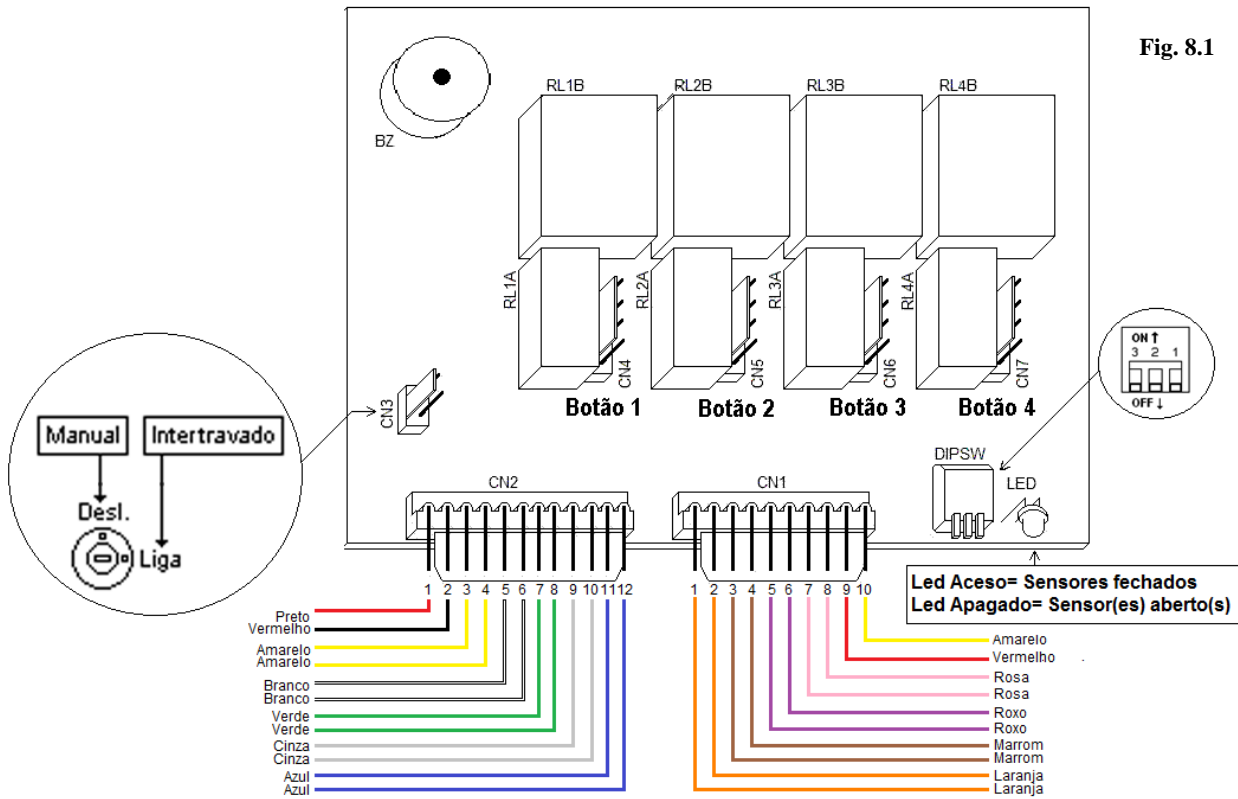 Fig. 8.1
BZ
RL1B
RL2B
RL3B
RL4B
RL1A
RL2A
RL3A
RL4A
CN4
CN5
CN6
CN7
Botão 1
Botão 2
Botão 3
Botão 4
ON ↑
3 2 1
OFF ↓
CN3
Manual
Intertravado
Desl.
Liga
CN2
CN1
DIPSW
LED
1 2 3 4 5 6 7 8 9 10 11 12
1 2 3 4 5 6 7 8 9 10
Led Aceso= Sensores fechados
Led Apagado= Sensor(es) aberto(s)
Preto
Vermelho
Amarelo
Amarelo
Branco
Branco
Verde
Verde
Cinza
Cinza
Azul
Azul
Amarelo
Vermelho
Rosa
Rosa
Roxo
Roxo
Marrom
Marrom
Laranja
Laranja